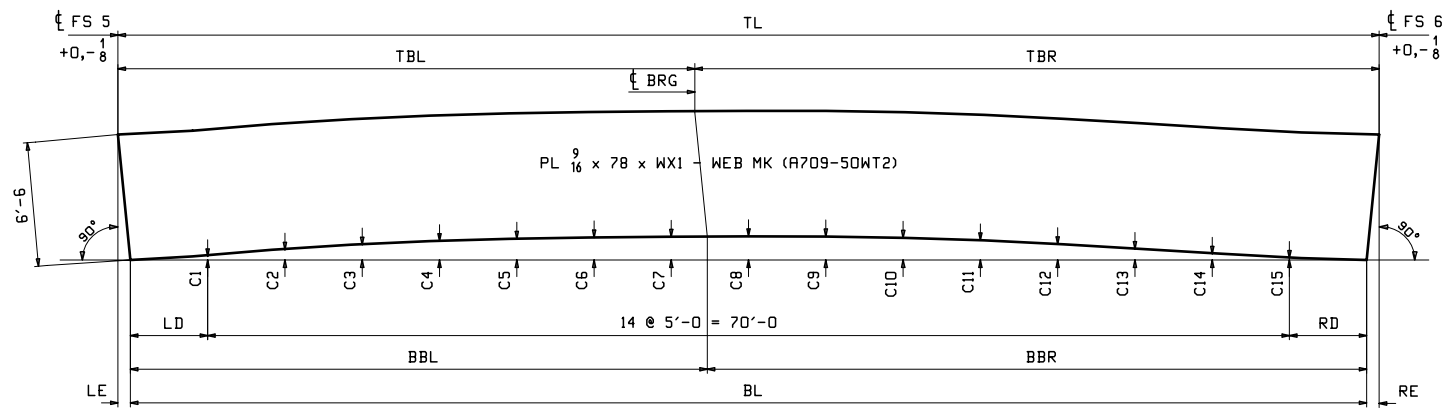 ℄ FS 5
TL
℄ FS 6
+0,-1/8
+0,-1/8
TBL
TBR
℄ BRG
PL 9/16 x 78 x WX1 - WEB MK (A709-50WT2)
6'-6
90°
90°
C1
C2
C3
C4
C5
C6
C7
C8
C9
C10
C11
C12
C13
C14
C15
LD
14 @ 5'-0 = 70'-0
RD
BBL
BBR
LE
BL
RE